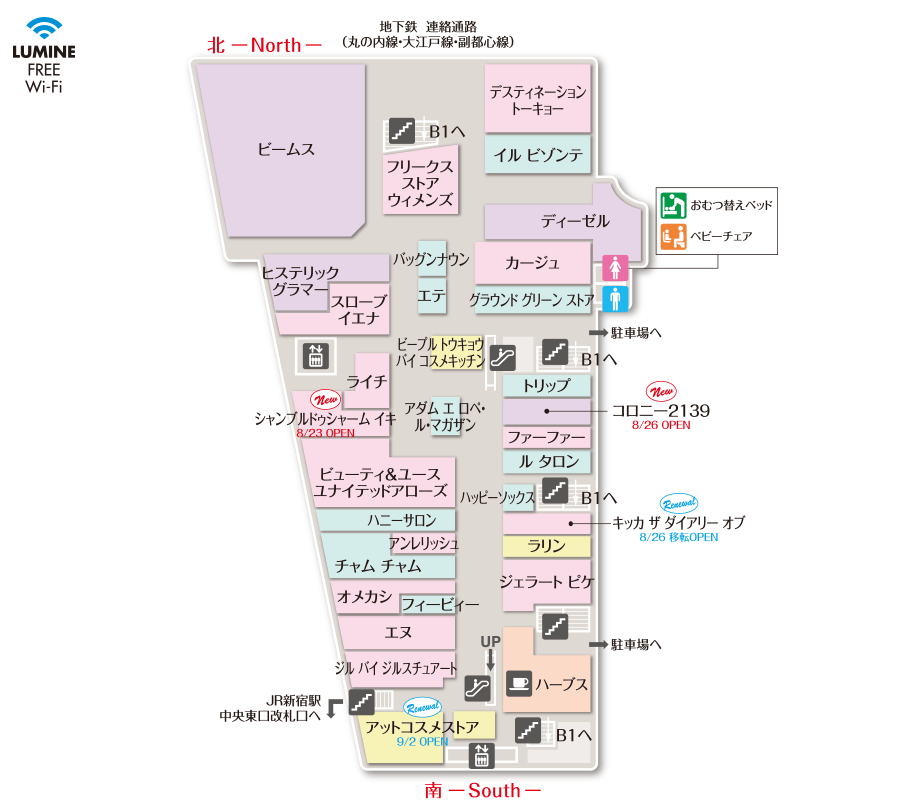 LUMINE
FREE
Wi-Fi
地下鉄 連絡通路
(丸の内線・大江戸線・副都心線)
北 ーNorthー
ビームス
B1へ
フリークス
ストア
ウィメンズ
デスティネーション
トーキョー
イル ビゾンテ
ディーゼル
おむつ替えベッド
ベビーチェア
ヒステリック
グラマー
スローブ
イエナ
バッグンナウン
エテ
カージュ
グラウンド グリーン ストア
駐車場へ
ビープル トウキョウ
バイ コスメキッチン
B1へ
ライチ
New
シャンブルドゥシャーム イキ
8/23 OPEN
アダム エ ロペ・
ル・マガザン
トリップ
New
コロニー2139
8/26 OPEN
ファーファー
ル タロン
ビューティ&ユース
ユナイテッドアローズ
ハッピーソックス
B1へ
Renewal
キッカ ザ ダイアリー オブ
8/26 移転OPEN
ハニーサロン
アンレリッシュ
チャム チャム
ラリン
ジェラート ピケ
オメカシ
フィービィー
エヌ
UP
駐車場へ
ジル バイ ジルスチュアート
ハーブス
JR新宿駅
中央東口改札口へ
Renewal
アットコスメストア
9/2 OPEN
B1へ
南 ーSouthー